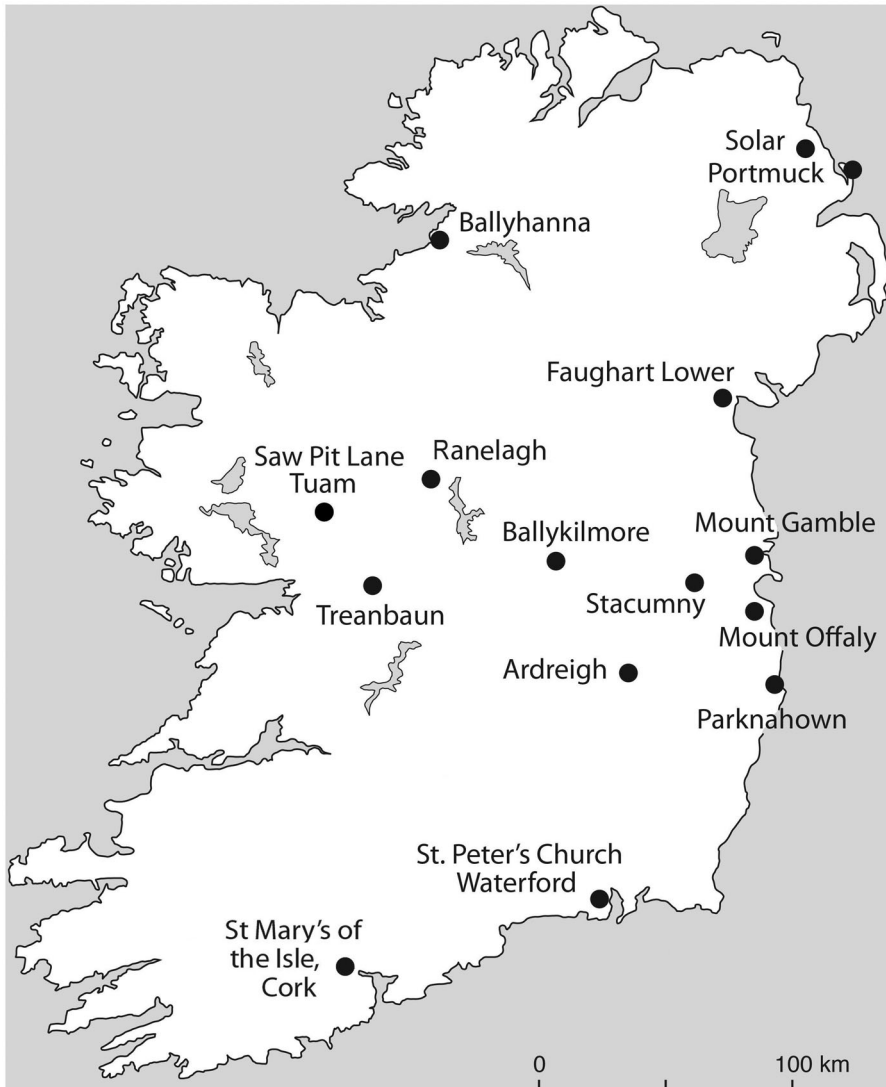 Solar
Portmuck
Ballyhanna
Faughart Lower
Saw Pit Lane
Tuam
Ranelagh
Mount Gamble
Ballykilmore
Stacumny
Treanbaun
Mount Offaly
Ardreigh
Parknahown
St. Peter’s Church
Waterford
St Mary’s of
the Isle,
Cork
0 100 km